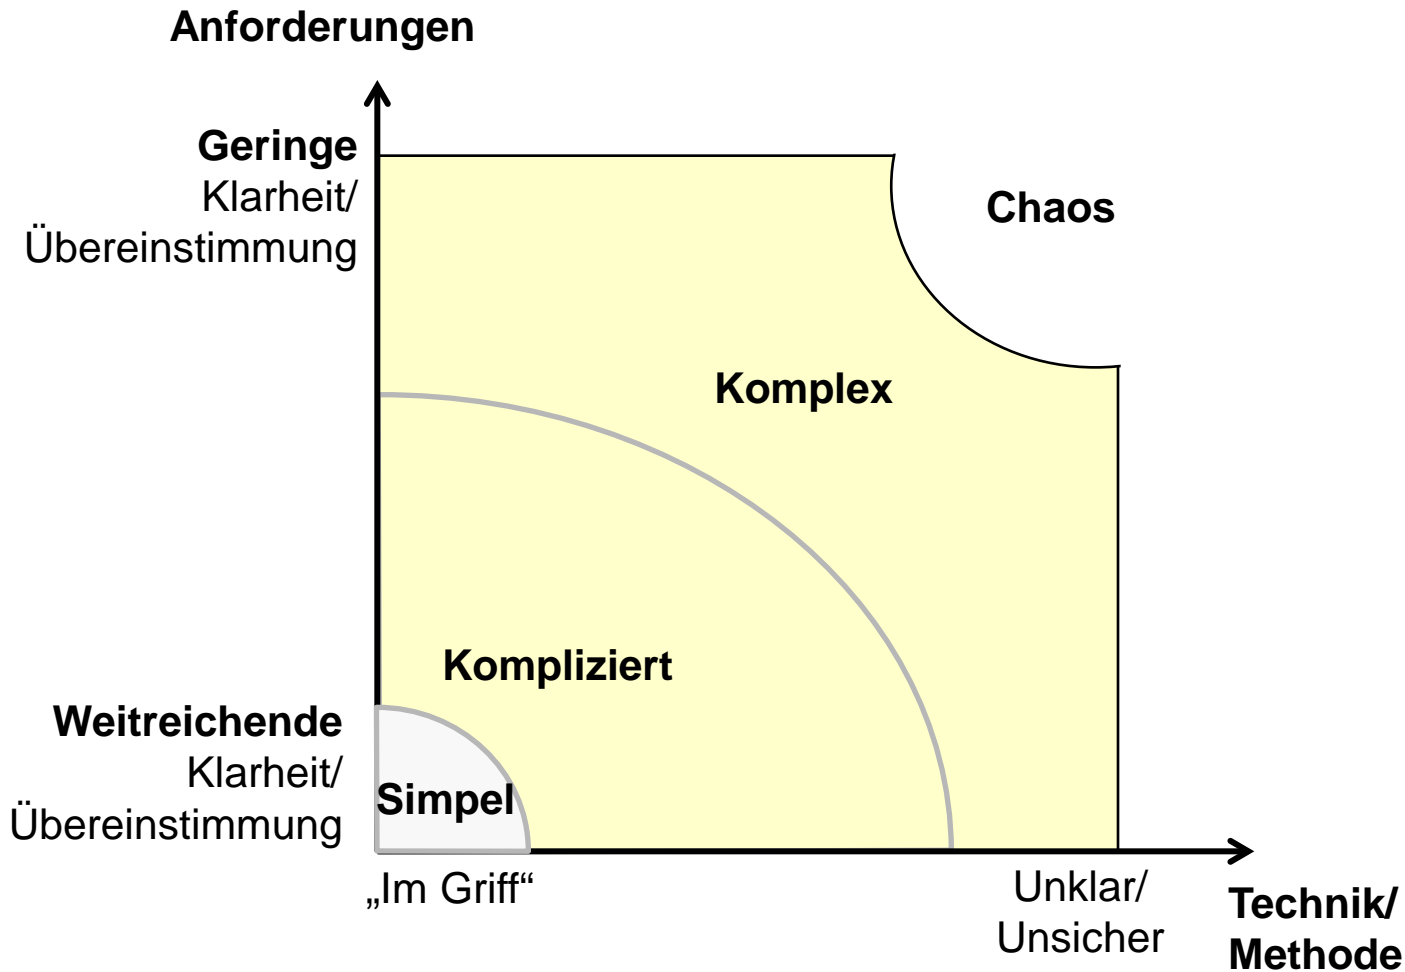 Anforderungen
Geringe
Klarheit/
Übereinstimmung
Chaos
Komplex
Kompliziert
Weitreichende
Klarheit/
Übereinstimmung
Simpel
„Im Griff“
Unklar/
Unsicher
Technik/
Methode